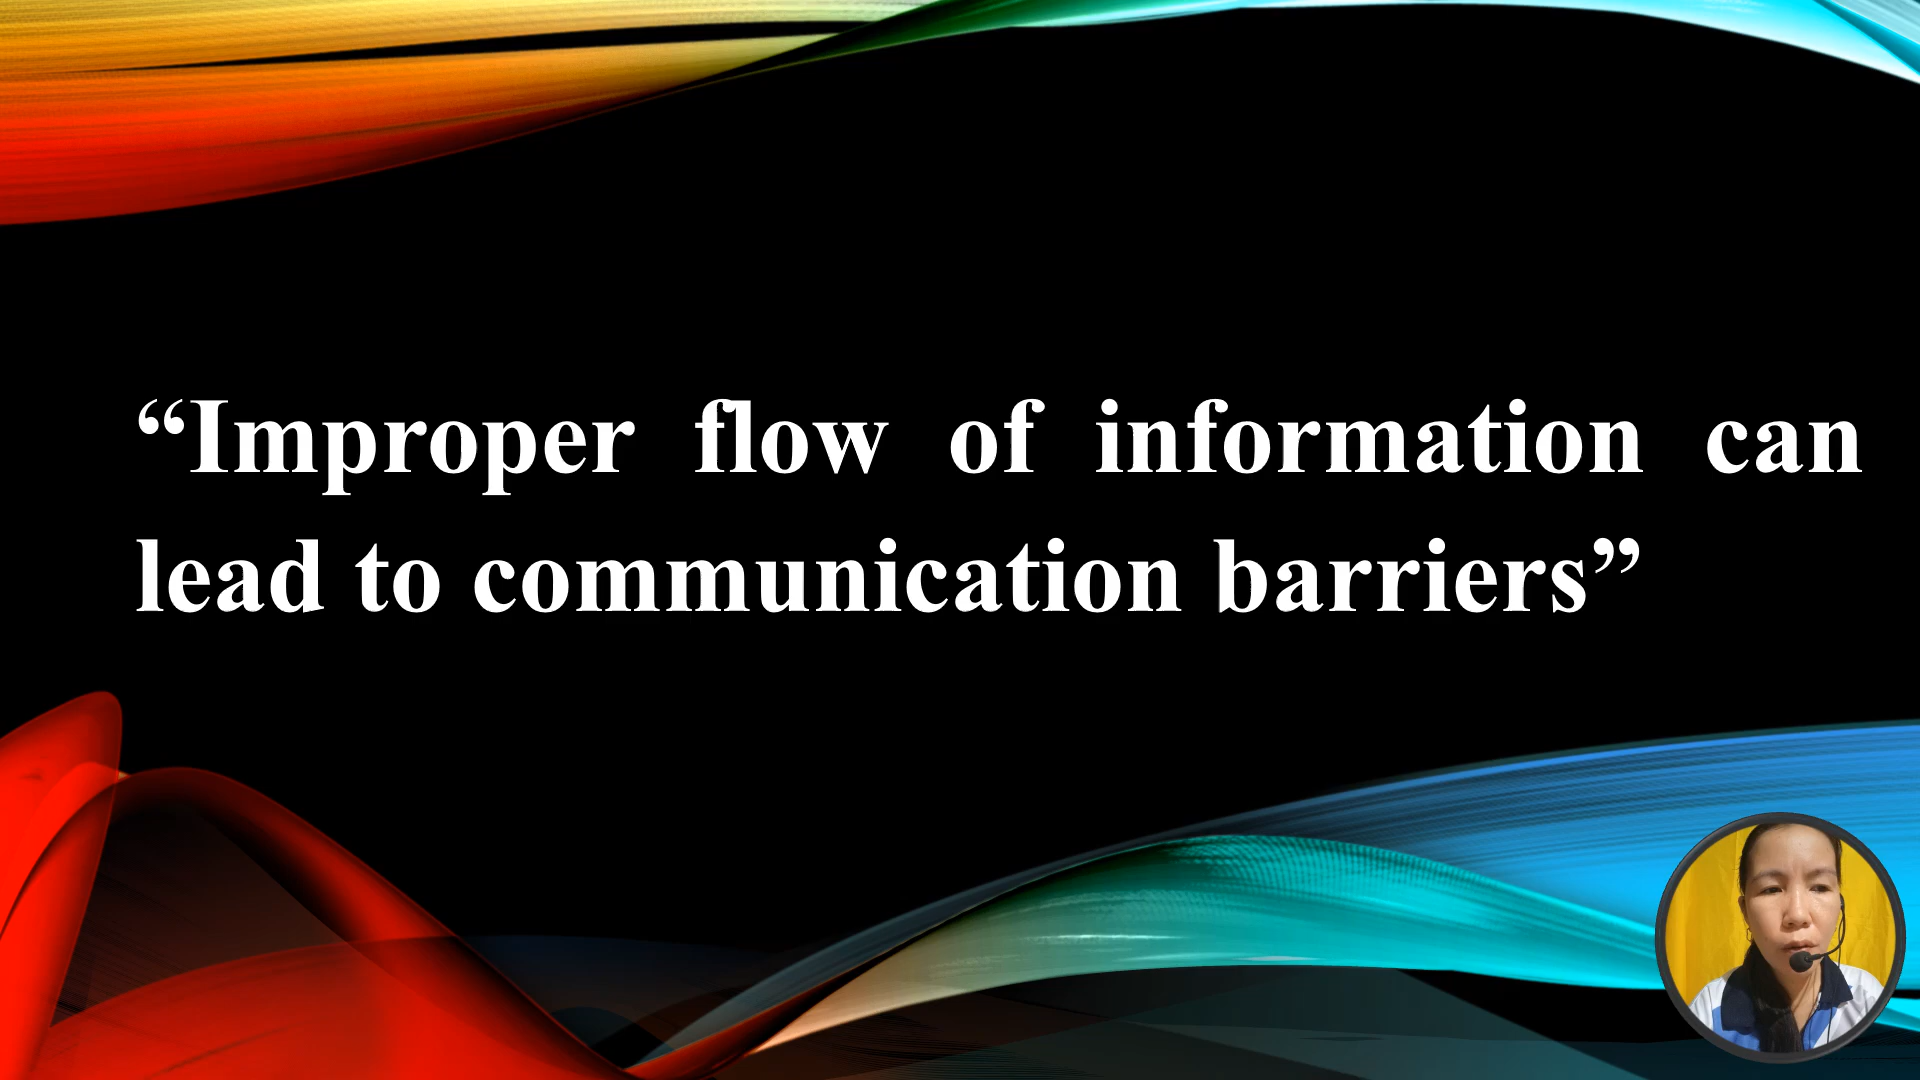 “Improper flow of information can
lead to communication barriers”